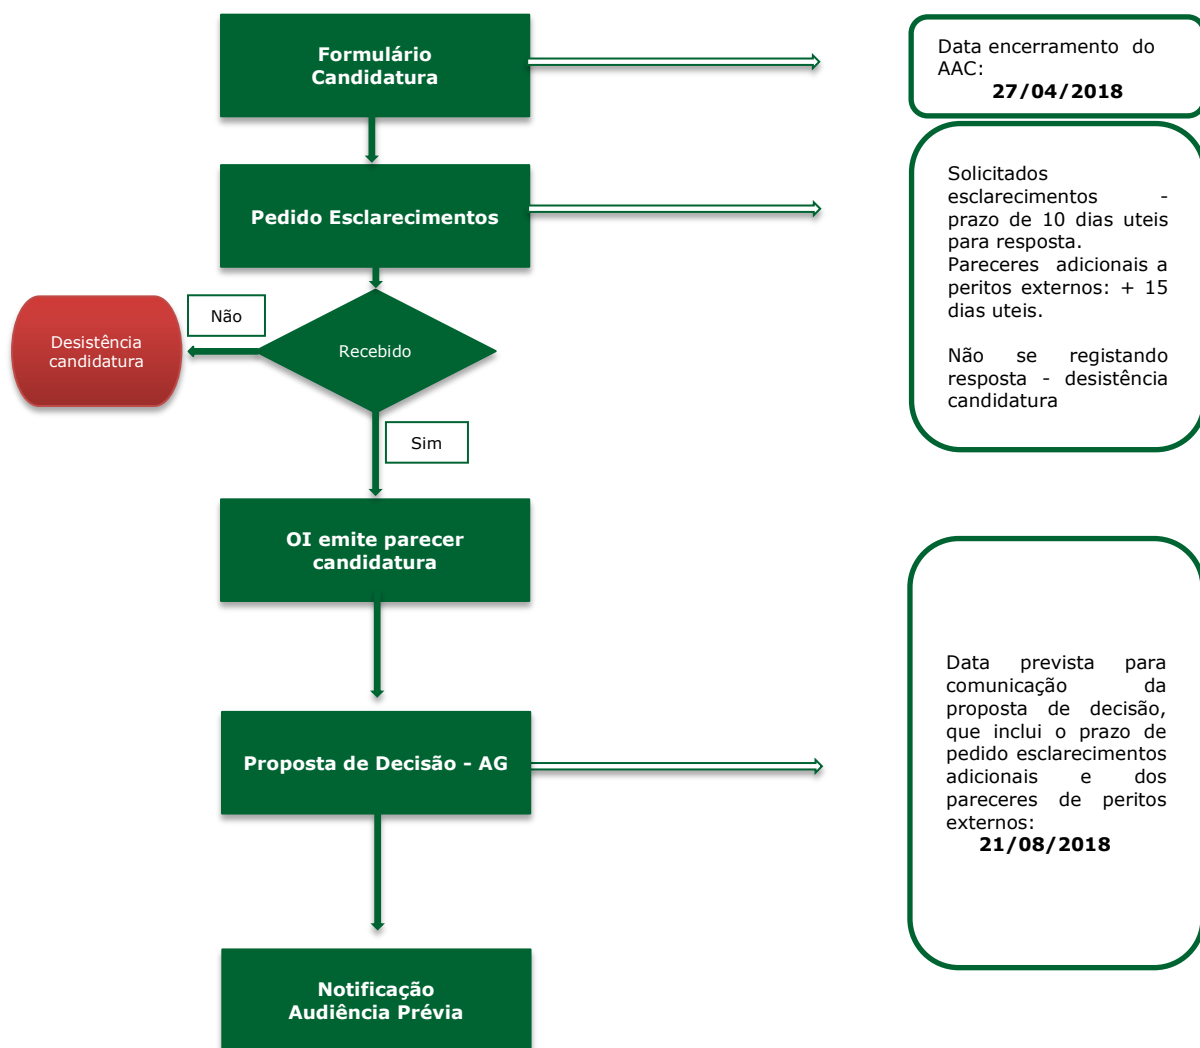 Formulário
Candidatura
Data encerramento do
AAC:
27/04/2018
Pedido Esclarecimentos
Solicitados
esclarecimentos -
prazo de 10 dias uteis
para resposta.
Pareceres adicionais a
peritos externos: + 15
dias uteis.
Não se registando
resposta - desistência
candidatura
Não
Desistência
candidatura
Recebido
Sim
OI emite parecer
candidatura
Proposta de Decisão - AG
Data prevista para
comunicação da
proposta de decisão,
que inclui o prazo de
pedido esclarecimentos
adicionais e dos
pareceres de peritos
externos:
21/08/2018
Notificação
Audiência Prévia